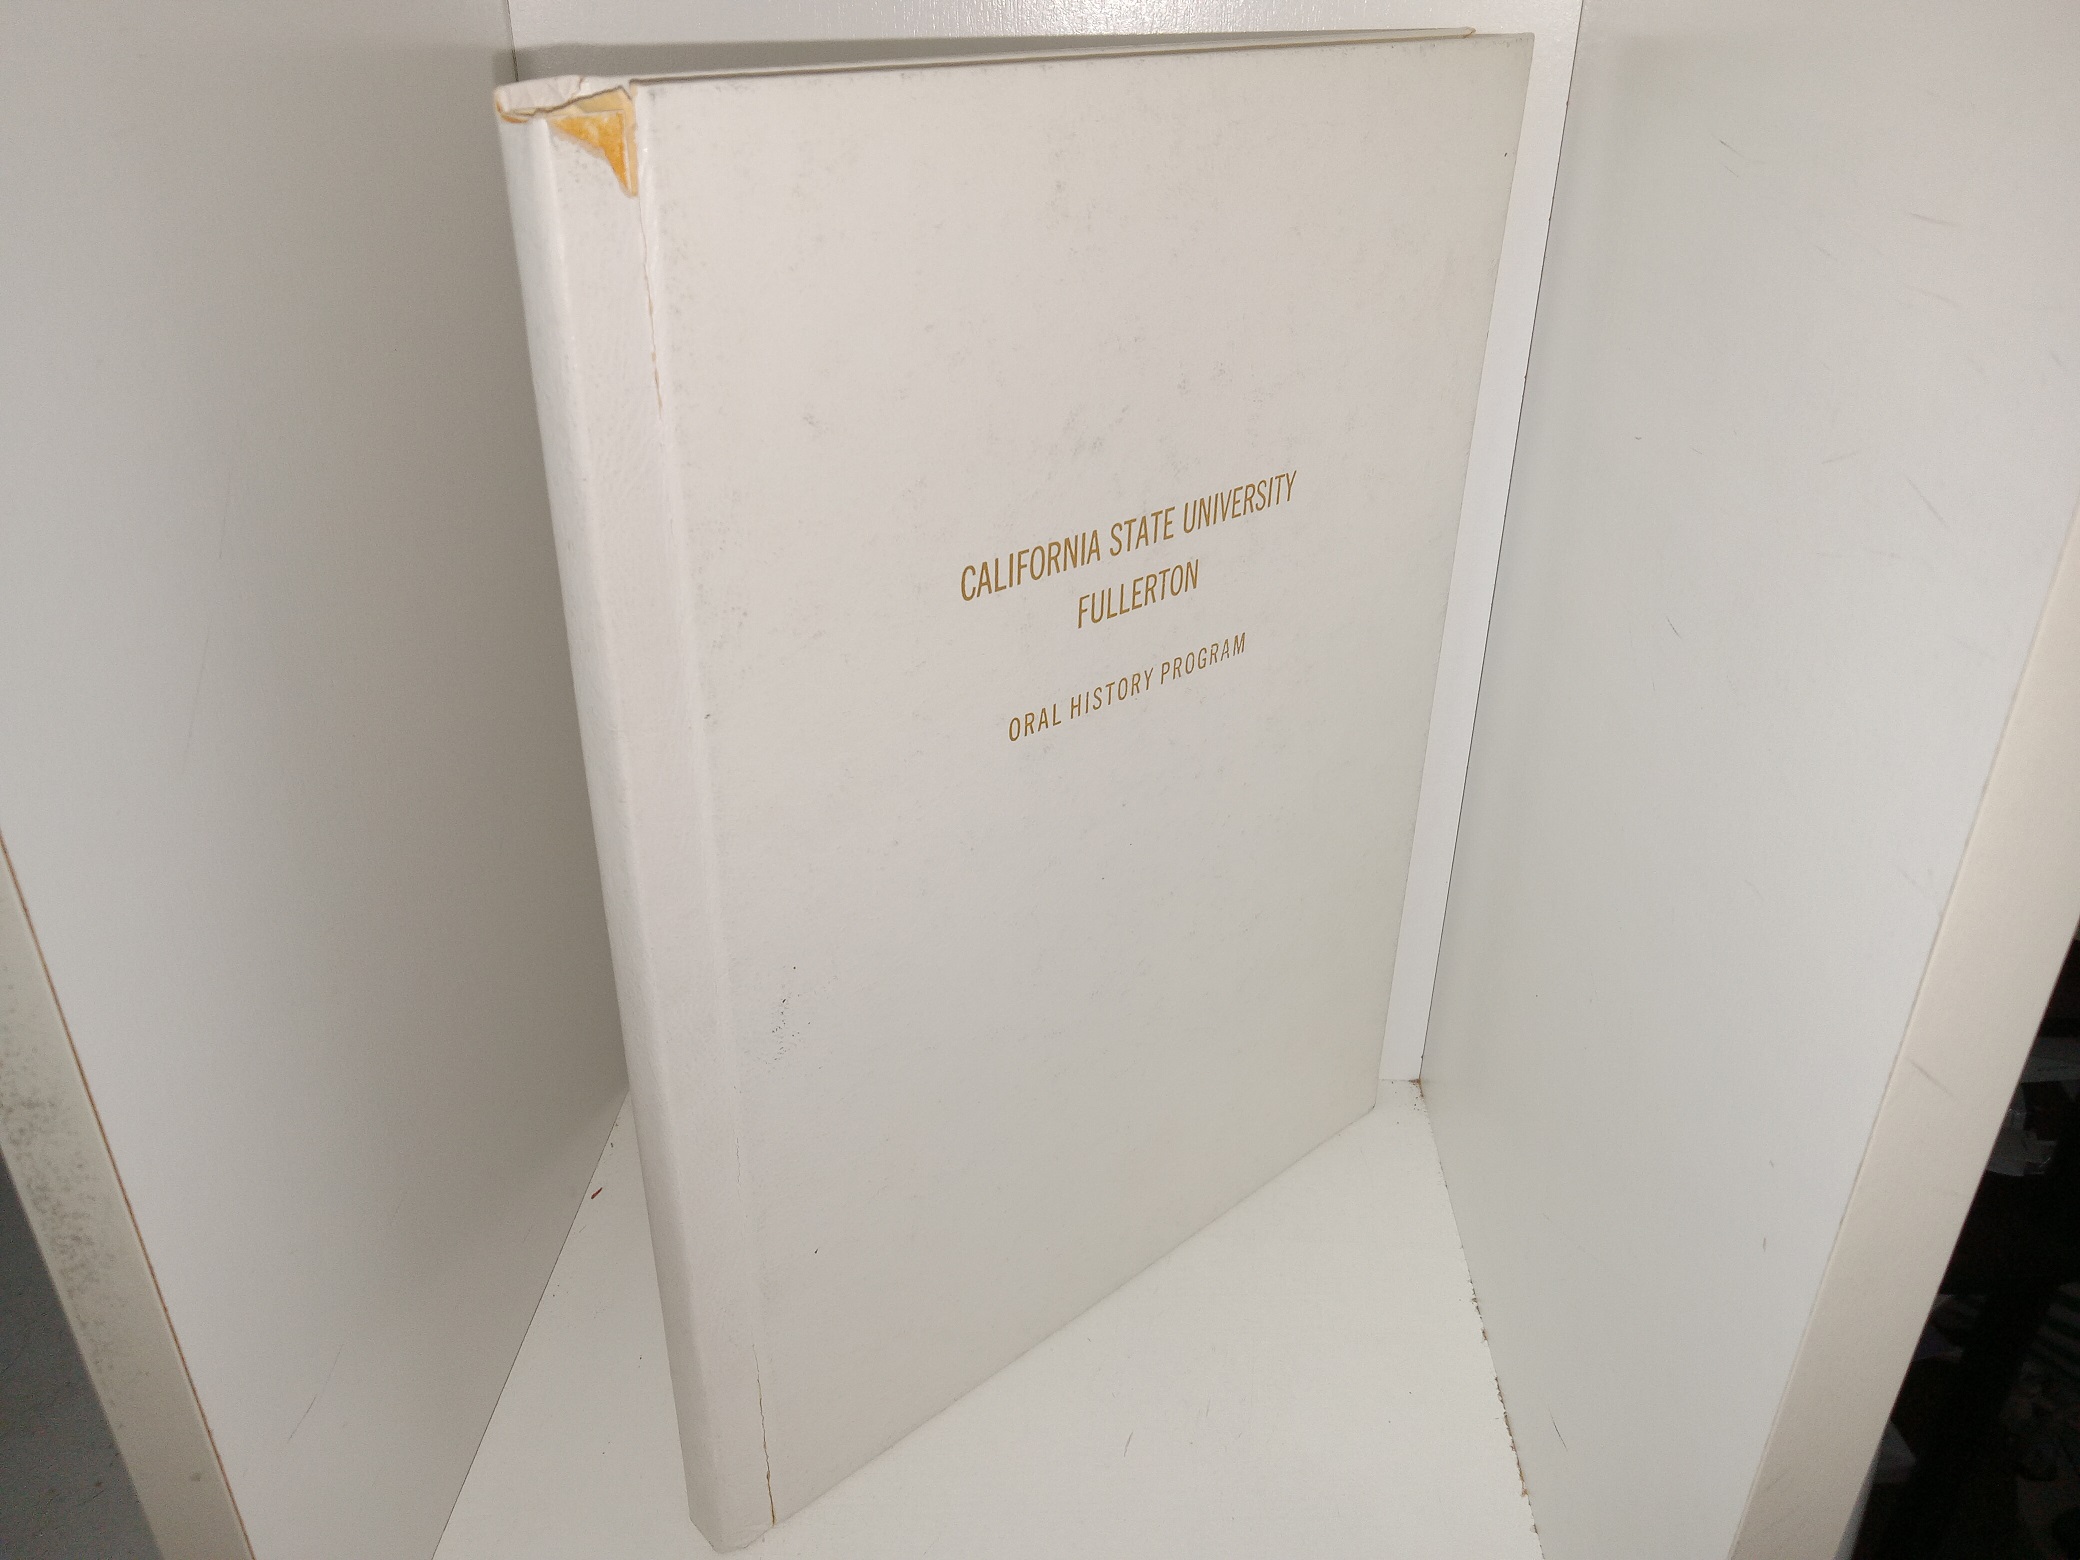 CALIFORNIA STATE UNIVERSITY
FULLERTON
ORAL HISTORY PROGRAM